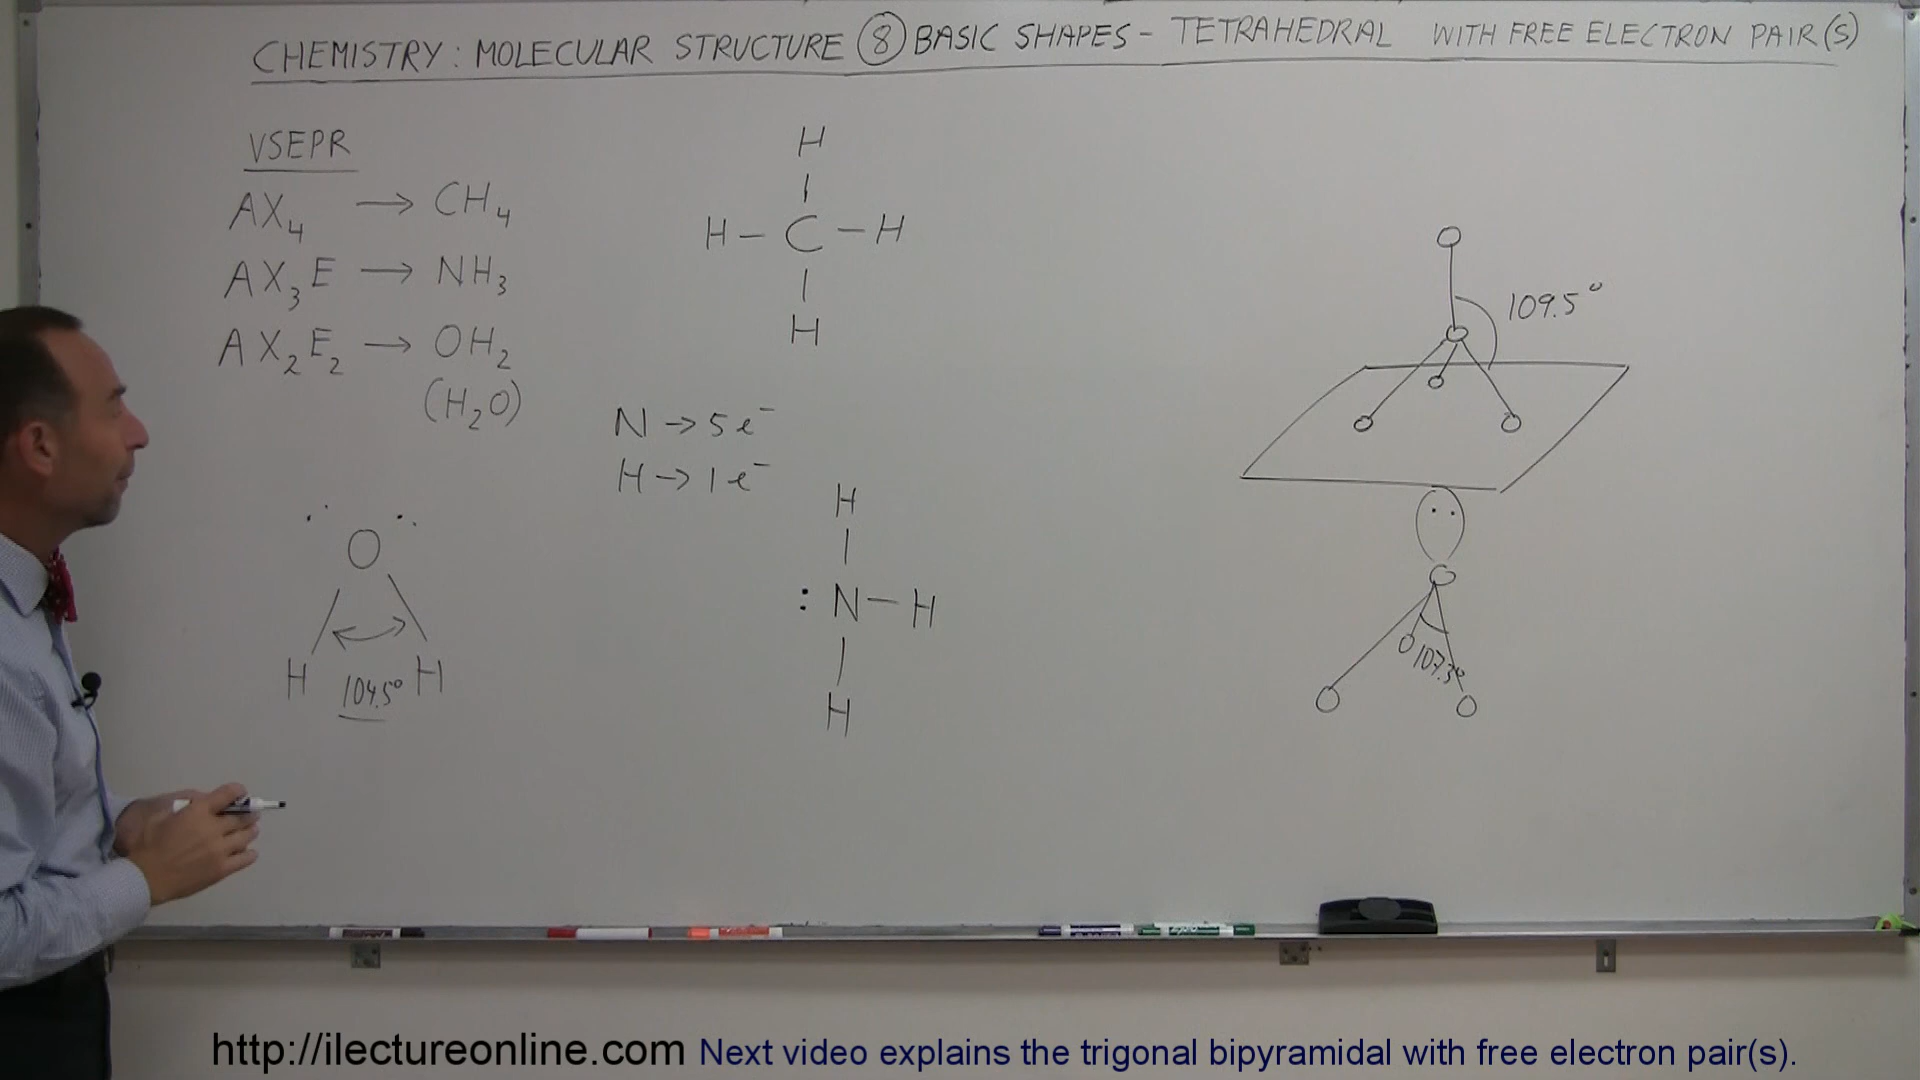 CHEMISTRY: MOLECULAR STRUCTURE ⑧ BASIC SHAPES - TETRAHEDRAL WITH FREE ELECTRON PAIR(S)
VSEPR
AX₄ → CH₄
AX₃E → NH₃
AX₂E₂ → OH₂
(H₂O)
H
H – C – H
H
N → 5e⁻
H → 1e⁻
O
H 104.5° H
H
: N – H
H
109.5°
107.3°
http://ilectureonline.com Next video explains the trigonal bipyramidal with free electron pair(s).